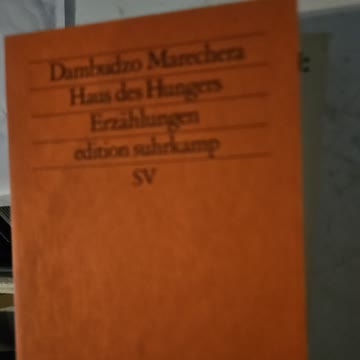 Dambudzo Marechera
Haus des Hungers
Erzählungen
edition suhrkamp
SV